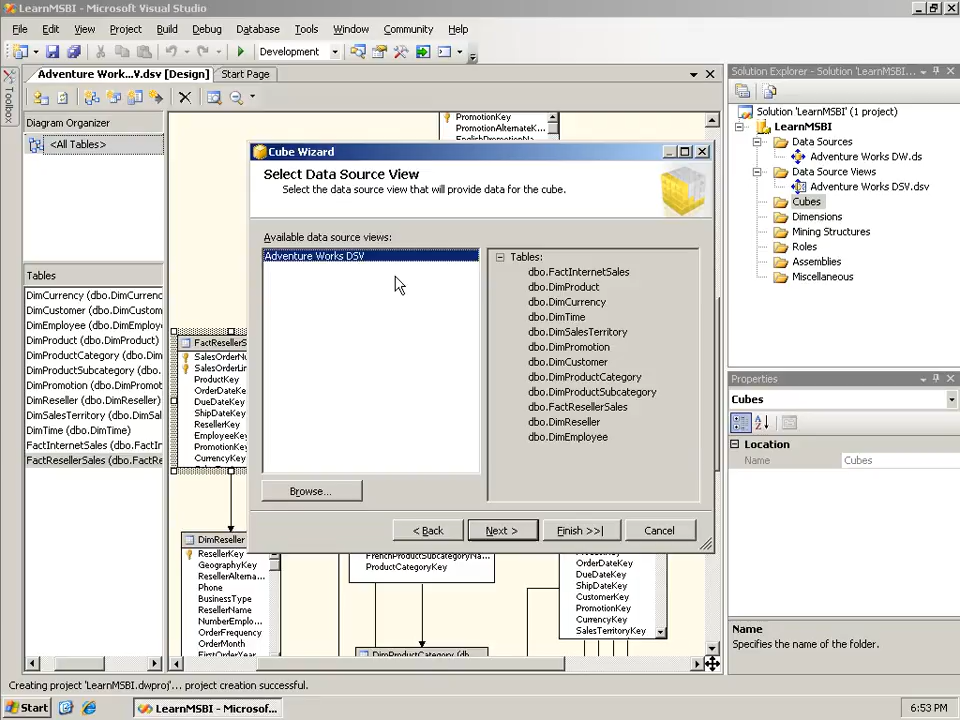 LearnMSBI - Microsoft Visual Studio
File Edit View Project Build Debug Database Tools Window Community Help
Development
Toolbox
Adventure Work...V.dsv [Design] Start Page
Diagram Organizer
<All Tables>
Tables
DimCurrency (dbo.DimCurrenc
DimCustomer (dbo.DimCustom
DimEmployee (dbo.DimEmploy
DimProduct (dbo.DimProduct)
DimProductCategory (dbo.Dim
DimProductSubcategory (dbo.
DimPromotion (dbo.DimPromot
DimReseller (dbo.DimReseller)
DimSalesTerritory (dbo.DimSal
DimTime (dbo.DimTime)
FactInternetSales (dbo.FactIn
FactResellerSales (dbo.FactRe
PromotionKey
PromotionAlternateK...
EnglishPromotionNa
FactResellerS
SalesOrderNu
SalesOrderLin
ProductKey
OrderDateKe
DueDateKey
ShipDateKey
ResellerKey
EmployeeKey
PromotionKey
CurrencyKey
DimReseller
ResellerKey
GeographyKey
ResellerAlterna...
Phone
BusinessType
ResellerName
NumberEmplo...
OrderFrequency
OrderMonth
FirstOrderYear
FrenchProductSubcategoryNa...
ProductCategoryKey
DimProductCategory (db...
OrderDateKey
DueDateKey
ShipDateKey
CustomerKey
PromotionKey
CurrencyKey
SalesTerritoryKey
Cube Wizard
Select Data Source View
Select the data source view that will provide data for the cube.
Available data source views:
Adventure Works DSV
Tables:
dbo.FactInternetSales
dbo.DimProduct
dbo.DimCurrency
dbo.DimTime
dbo.DimSalesTerritory
dbo.DimPromotion
dbo.DimCustomer
dbo.DimProductCategory
dbo.DimProductSubcategory
dbo.FactResellerSales
dbo.DimReseller
dbo.DimEmployee
Browse...
< Back Next > Finish >>| Cancel
Solution Explorer - Solution 'LearnMSBI'...
Solution 'LearnMSBI' (1 project)
LearnMSBI
Data Sources
Adventure Works DW.ds
Data Source Views
Adventure Works DSV.dsv
Cubes
Dimensions
Mining Structures
Roles
Assemblies
Miscellaneous
Properties
Cubes
Location
Name Cubes
Name
Specifies the name of the folder.
Creating project 'LearnMSBI.dwproj'... project creation successful.
Start LearnMSBI - Microsof... 6:53 PM